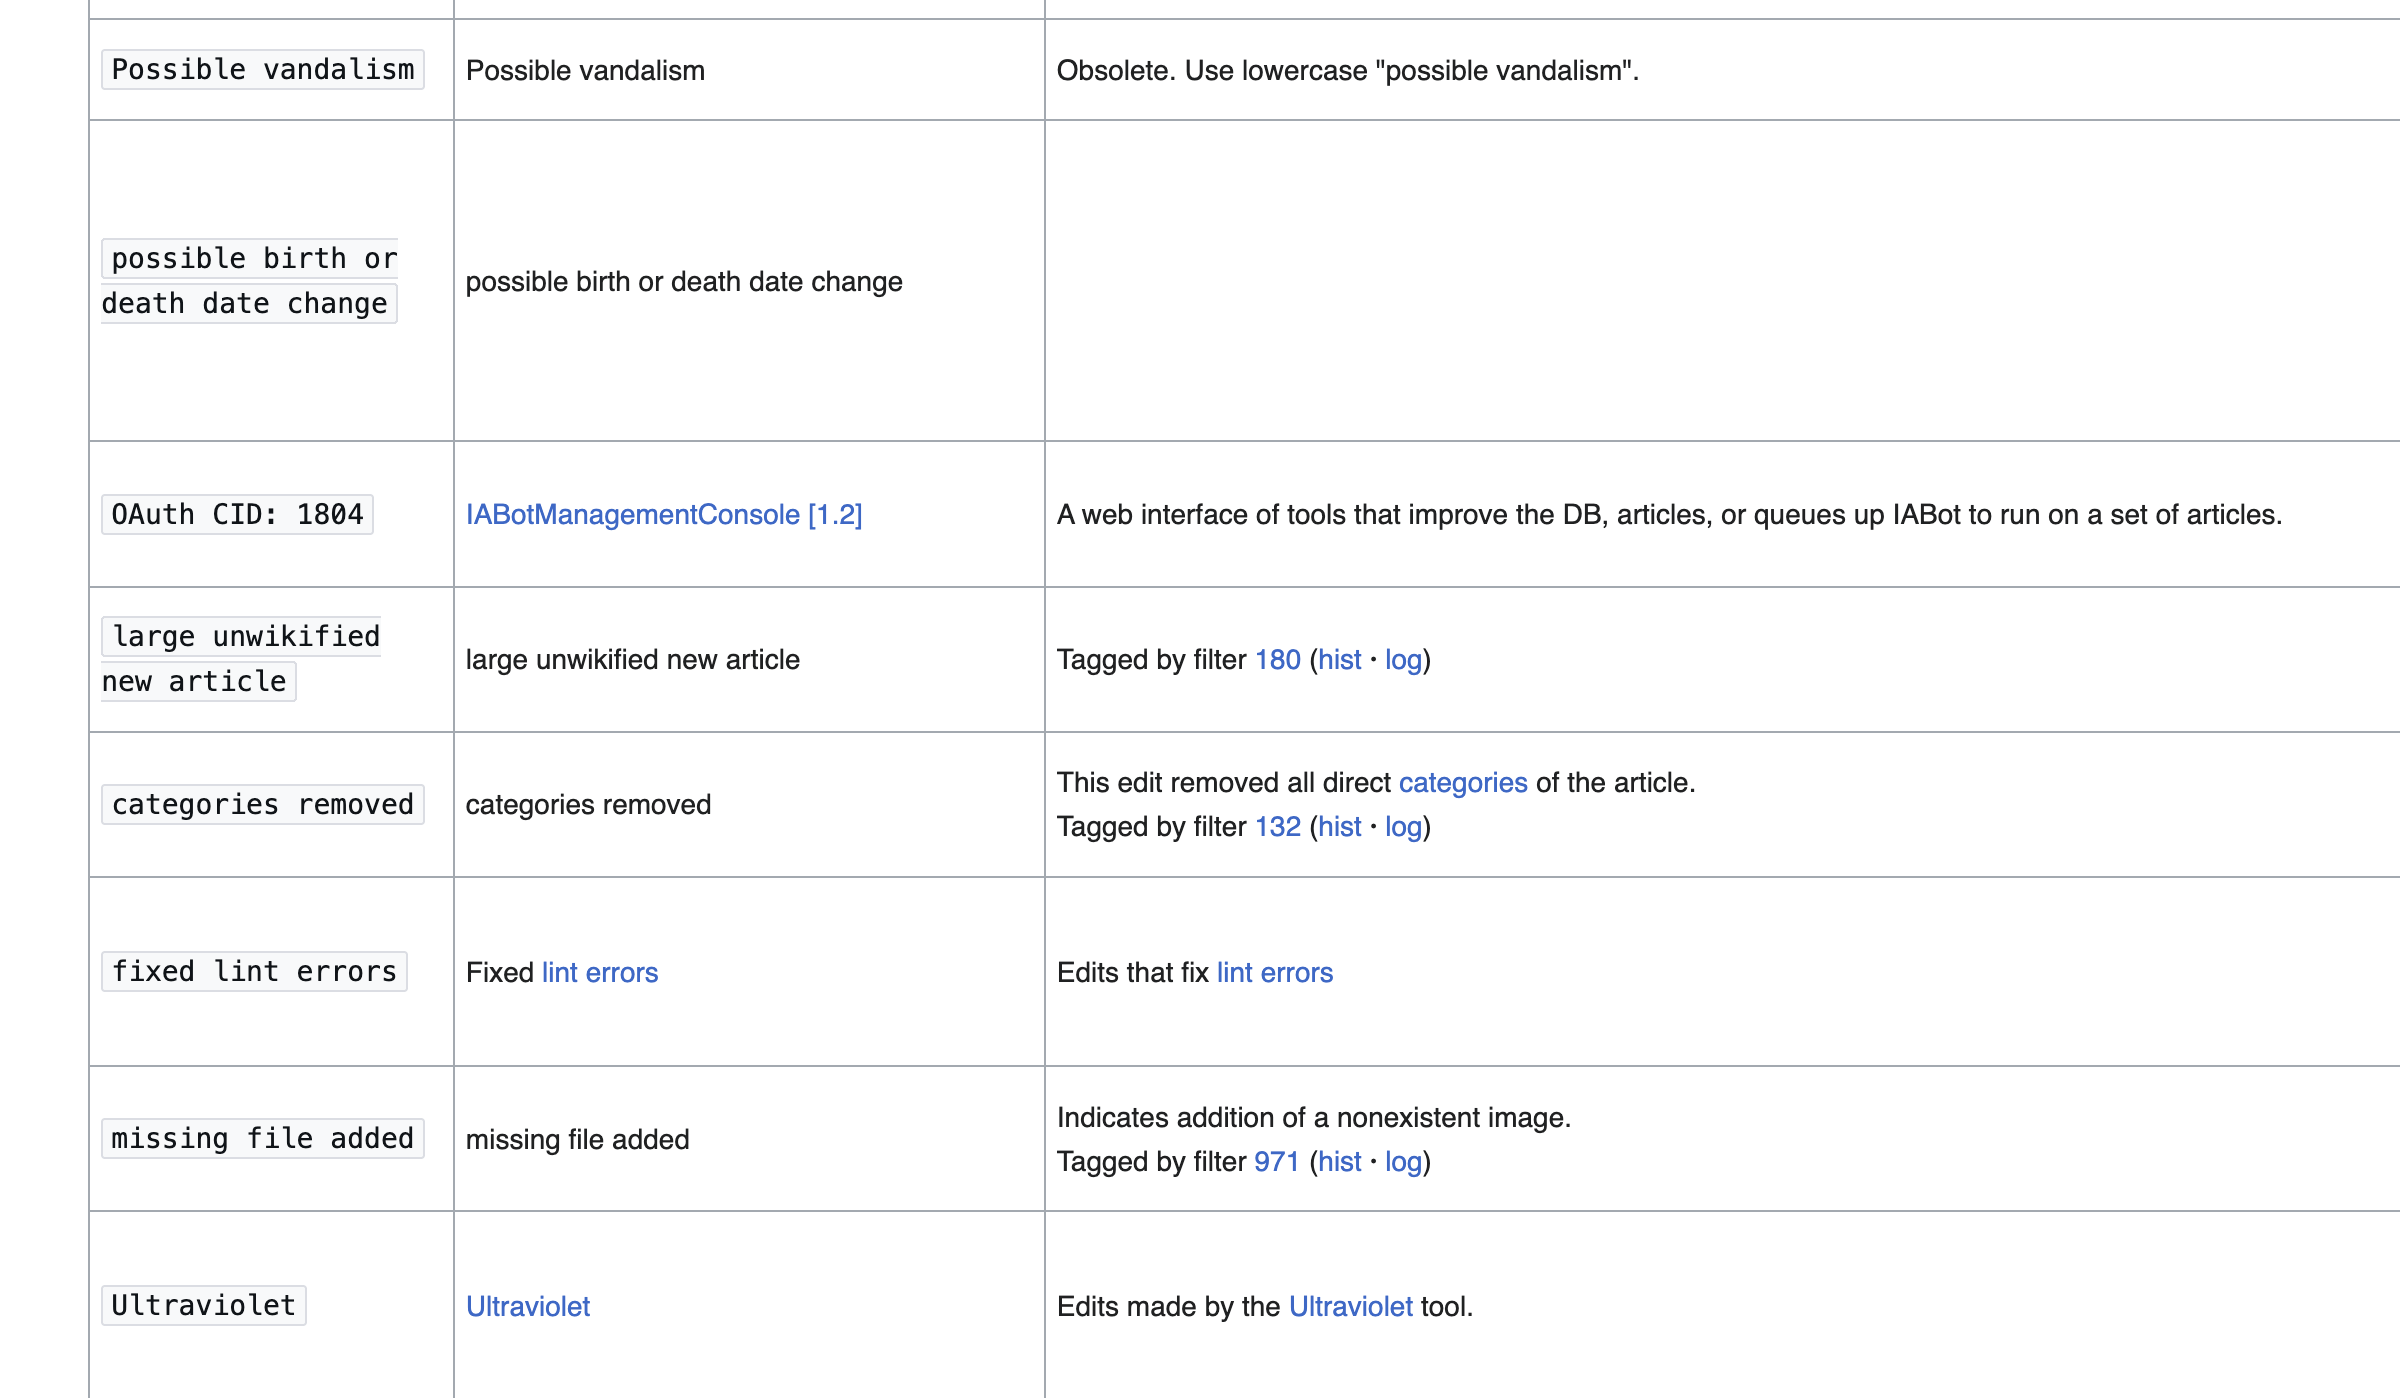 Possible vandalism
Possible vandalism
Obsolete. Use lowercase "possible vandalism".
possible birth or
death date change
possible birth or death date change
OAuth CID: 1804
IABotManagementConsole [1.2]
A web interface of tools that improve the DB, articles, or queues up IABot to run on a set of articles.
large unwikified
new article
large unwikified new article
Tagged by filter 180 (hist · log)
categories removed
categories removed
This edit removed all direct categories of the article.
Tagged by filter 132 (hist · log)
fixed lint errors
Fixed lint errors
Edits that fix lint errors
missing file added
missing file added
Indicates addition of a nonexistent image.
Tagged by filter 971 (hist · log)
Ultraviolet
Ultraviolet
Edits made by the Ultraviolet tool.